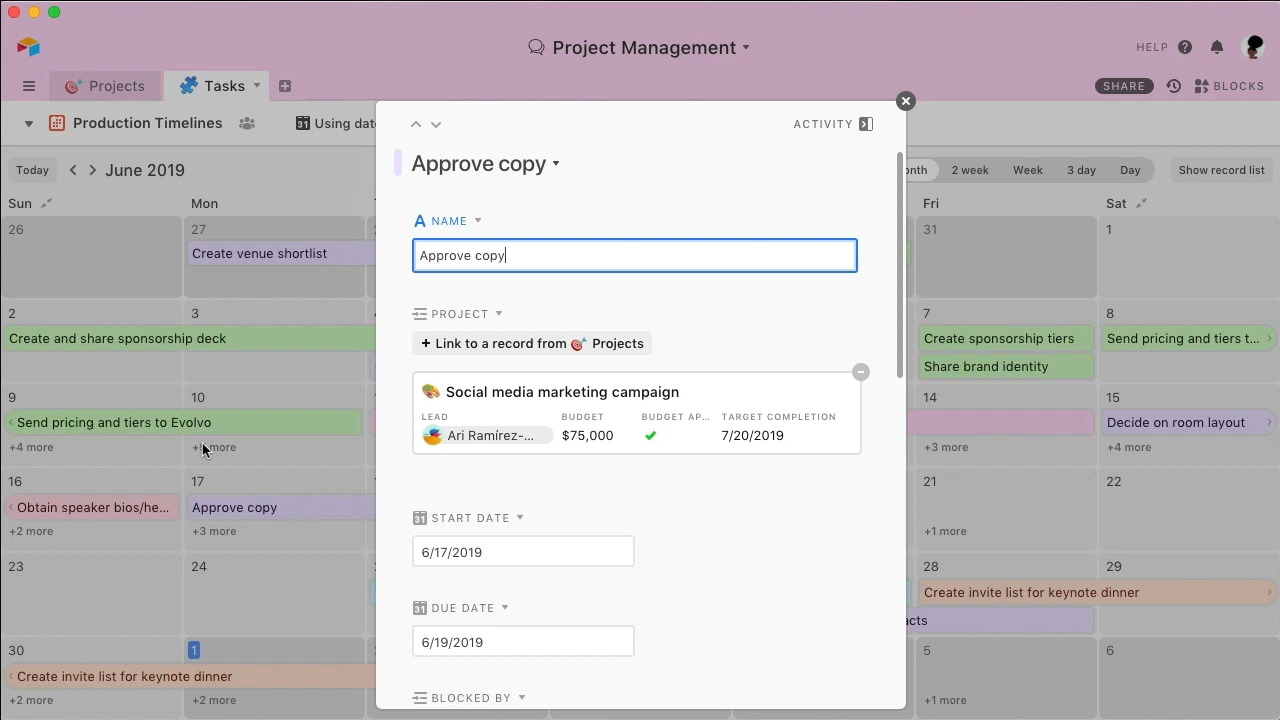 Project Management
HELP
Projects
Tasks
SHARE
BLOCKS
Production Timelines
31 Using dat
Today
June 2019
onth
2 week
Week
3 day
Day
Show record list
Sun
Mon
Fri
Sat
26
27
31
1
Create venue shortlist
2
3
7
8
Create and share sponsorship deck
Create sponsorship tiers
Send pricing and tiers t...
Share brand identity
9
10
14
15
Send pricing and tiers to Evolvo
Decide on room layout
+4 more
more
+3 more
+4 more
16
17
21
22
Obtain speaker bios/he...
Approve copy
+2 more
+3 more
+1 more
23
24
28
29
Create invite list for keynote dinner
acts
30
1
5
6
Create invite list for keynote dinner
+2 more
+2 more
+1 more
ACTIVITY
Approve copy
A NAME
Approve copy
PROJECT
+ Link to a record from Projects
Social media marketing campaign
LEAD
BUDGET
BUDGET AP...
TARGET COMPLETION
Ari Ramírez-...
$75,000
7/20/2019
31 START DATE
6/17/2019
31 DUE DATE
6/19/2019
BLOCKED BY